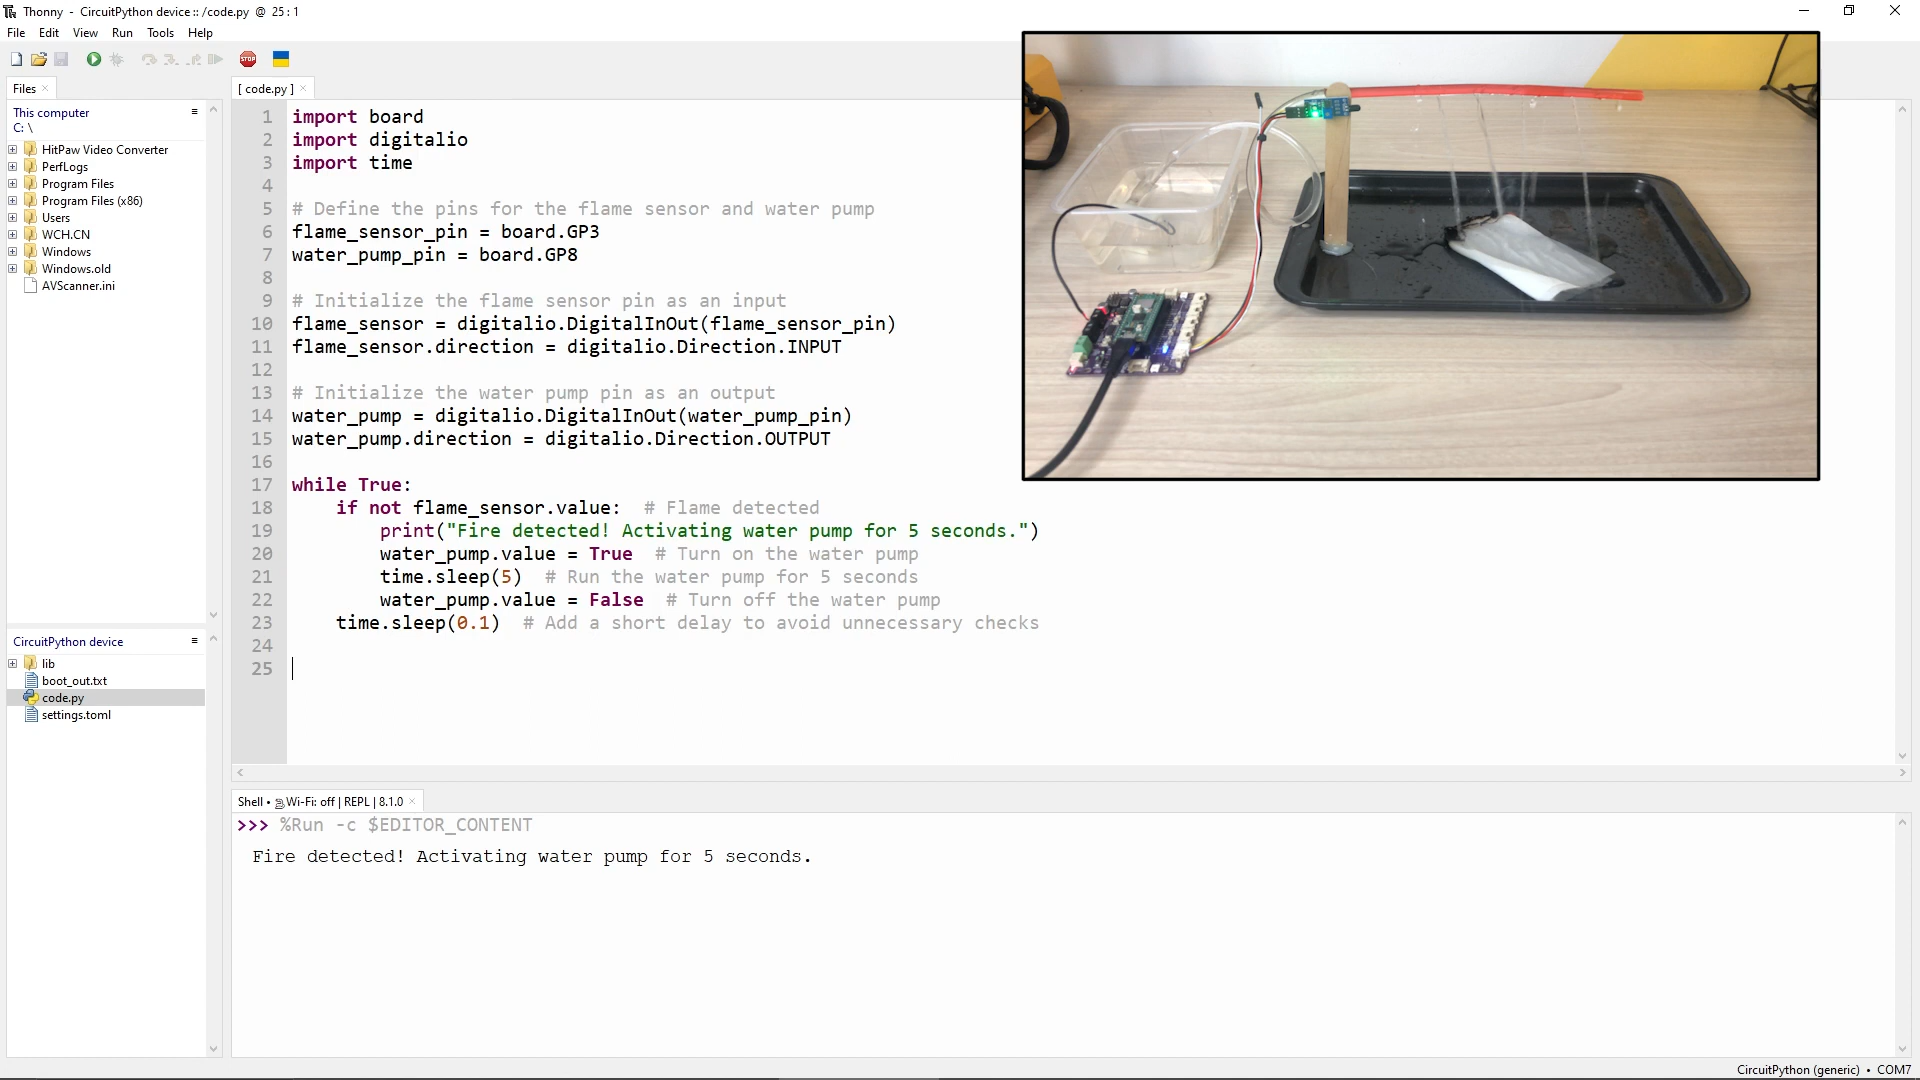 Thonny - CircuitPython device :: /code.py @ 25 : 1
File Edit View Run Tools Help
STOP
Files
This computer
C: \
HitPaw Video Converter
PerfLogs
Program Files
Program Files (x86)
Users
WCH.CN
Windows
Windows.old
AVScanner.ini
CircuitPython device
lib
boot_out.txt
code.py
settings.toml
[ code.py ]
1 import board
2 import digitalio
3 import time
4
5 # Define the pins for the flame sensor and water pump
6 flame_sensor_pin = board.GP3
7 water_pump_pin = board.GP8
8
9 # Initialize the flame sensor pin as an input
10 flame_sensor = digitalio.DigitalInOut(flame_sensor_pin)
11 flame_sensor.direction = digitalio.Direction.INPUT
12
13 # Initialize the water pump pin as an output
14 water_pump = digitalio.DigitalInOut(water_pump_pin)
15 water_pump.direction = digitalio.Direction.OUTPUT
16
17 while True:
18     if not flame_sensor.value:  # Flame detected
19         print("Fire detected! Activating water pump for 5 seconds.")
20         water_pump.value = True  # Turn on the water pump
21         time.sleep(5)  # Run the water pump for 5 seconds
22         water_pump.value = False  # Turn off the water pump
23     time.sleep(0.1)  # Add a short delay to avoid unnecessary checks
24
25
Shell • Wi-Fi: off | REPL | 8.1.0
>>> %Run -c $EDITOR_CONTENT
Fire detected! Activating water pump for 5 seconds.
CircuitPython (generic) • COM7